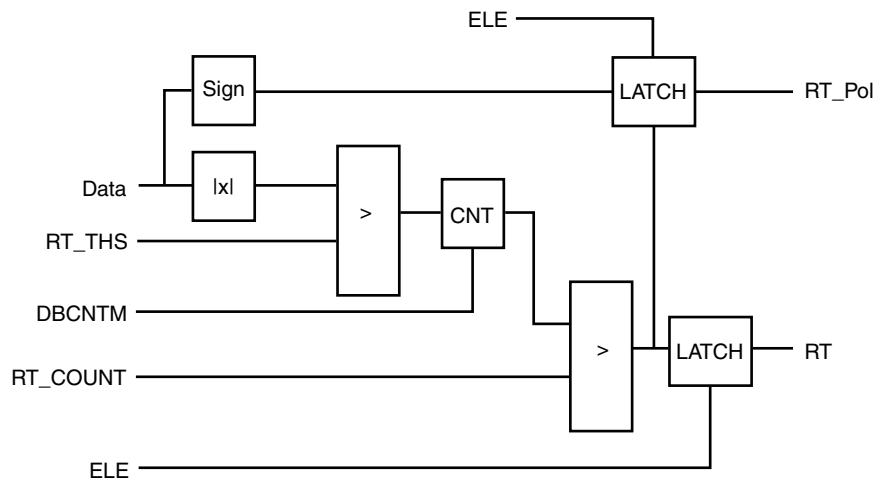 ELE
Sign
LATCH
RT_Pol
Data
|x|
>
CNT
RT_THS
DBCNTM
>
LATCH
RT
RT_COUNT
ELE